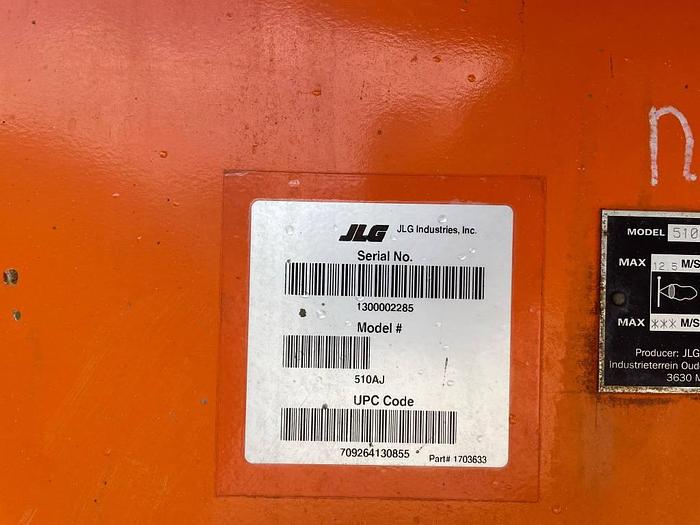 JLG JLG Industries, Inc.
Serial No.
1300002285
Model #
510AJ
UPC Code
709264130855
Part# 1703633
n
MODEL 510
MAX 12.5 M/S
MAX *** M/S
Producer: JLG
Industrieterrein Oude
3630 M